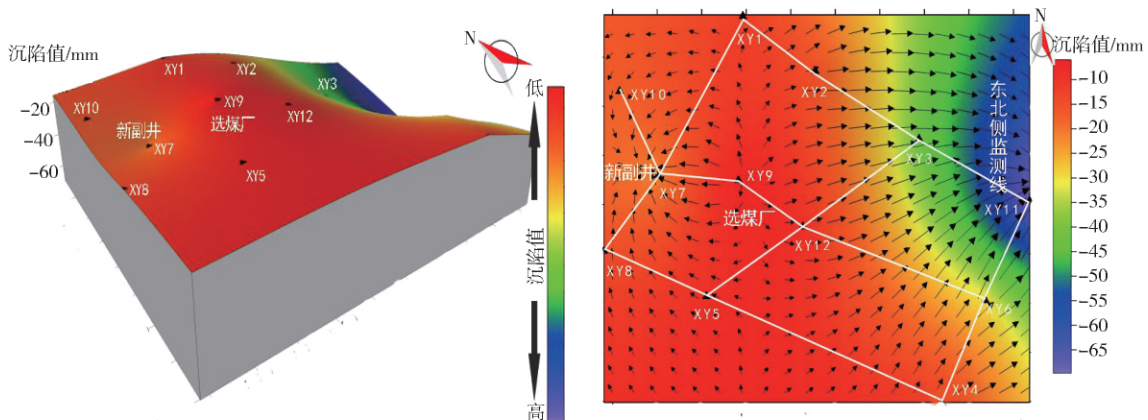 沉陷值/mm
-20
-40
-60
N
XY1
XY2
XY3
XY10
XY9
XY12
新副井
选煤厂
XY7
XY5
XY8
低
沉陷值
高
N
沉陷值/mm
XY1
XY2
XY10
XY3
东北侧监测线
新副井
XY7
XY9
选煤厂
XY11
XY12
XY8
XY5
XY6
XY4
-10
-15
-20
-25
-30
-35
-40
-45
-50
-55
-60
-65